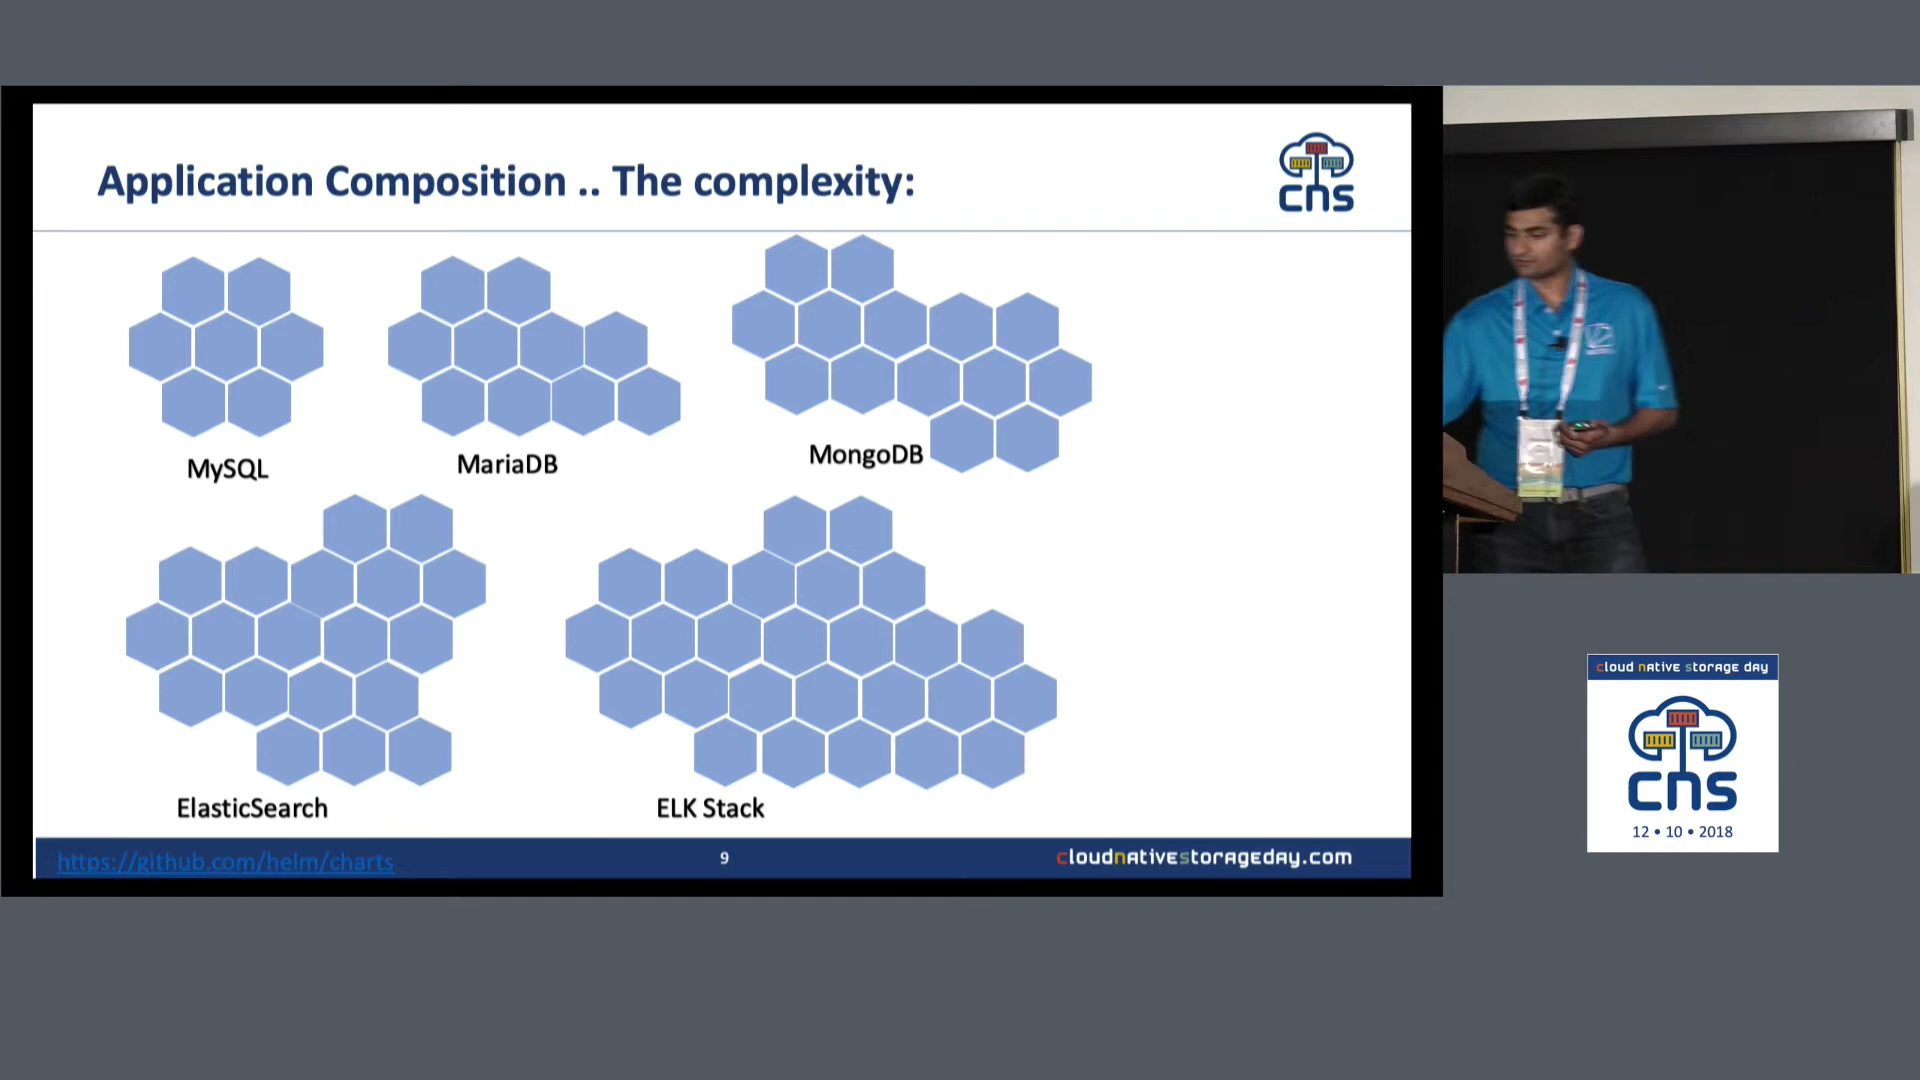 Application Composition .. The complexity:
cns
MySQL
MariaDB
MongoDB
ElasticSearch
ELK Stack
https://github.com/helm/charts
9
cloudnativestorageday.com
cloud native storage day
cns
12 • 10 • 2018